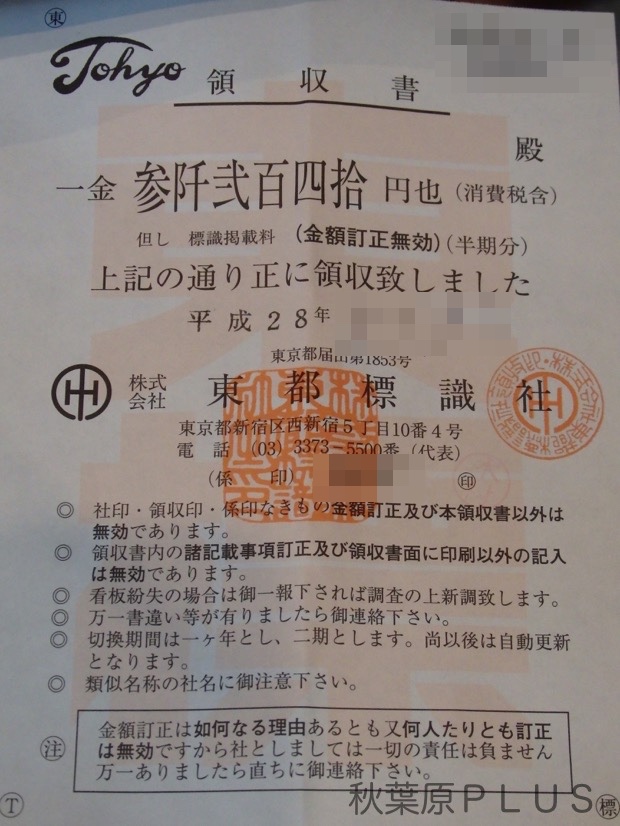 東
Tohyo
領収書
殿
一金 参阡弐百四拾 円也(消費税含)
但し 標識掲載料 (金額訂正無効)(半期分)
上記の通り正に領収致しました
平成28年
東京都届出第1853号
株式会社 東都標識社
東京都新宿区西新宿5丁目10番4号
電話 (03) 3373-5500番 (代表)
(係 印) 印
◎ 社印・領収印・係印なきもの金額訂正及び本領収書以外は
無効であります。
◎ 領収書内の諸記載事項訂正及び領収書面に印刷以外の記入
は無効であります。
◎ 看板紛失の場合は御一報下されば調査の上新調致します。
◎ 万一書違い等が有りましたら御連絡下さい。
◎ 切換期間は一ヶ年とし、二期とします。尚以後は自動更新
となります。
◎ 類似名称の社名に御注意下さい。
注
金額訂正は如何なる理由あるとも又何人たりとも訂正
は無効ですから社としましては一切の責任は負ません
万一ありましたら直ちに御連絡下さい。
秋葉原PLUS
T
標